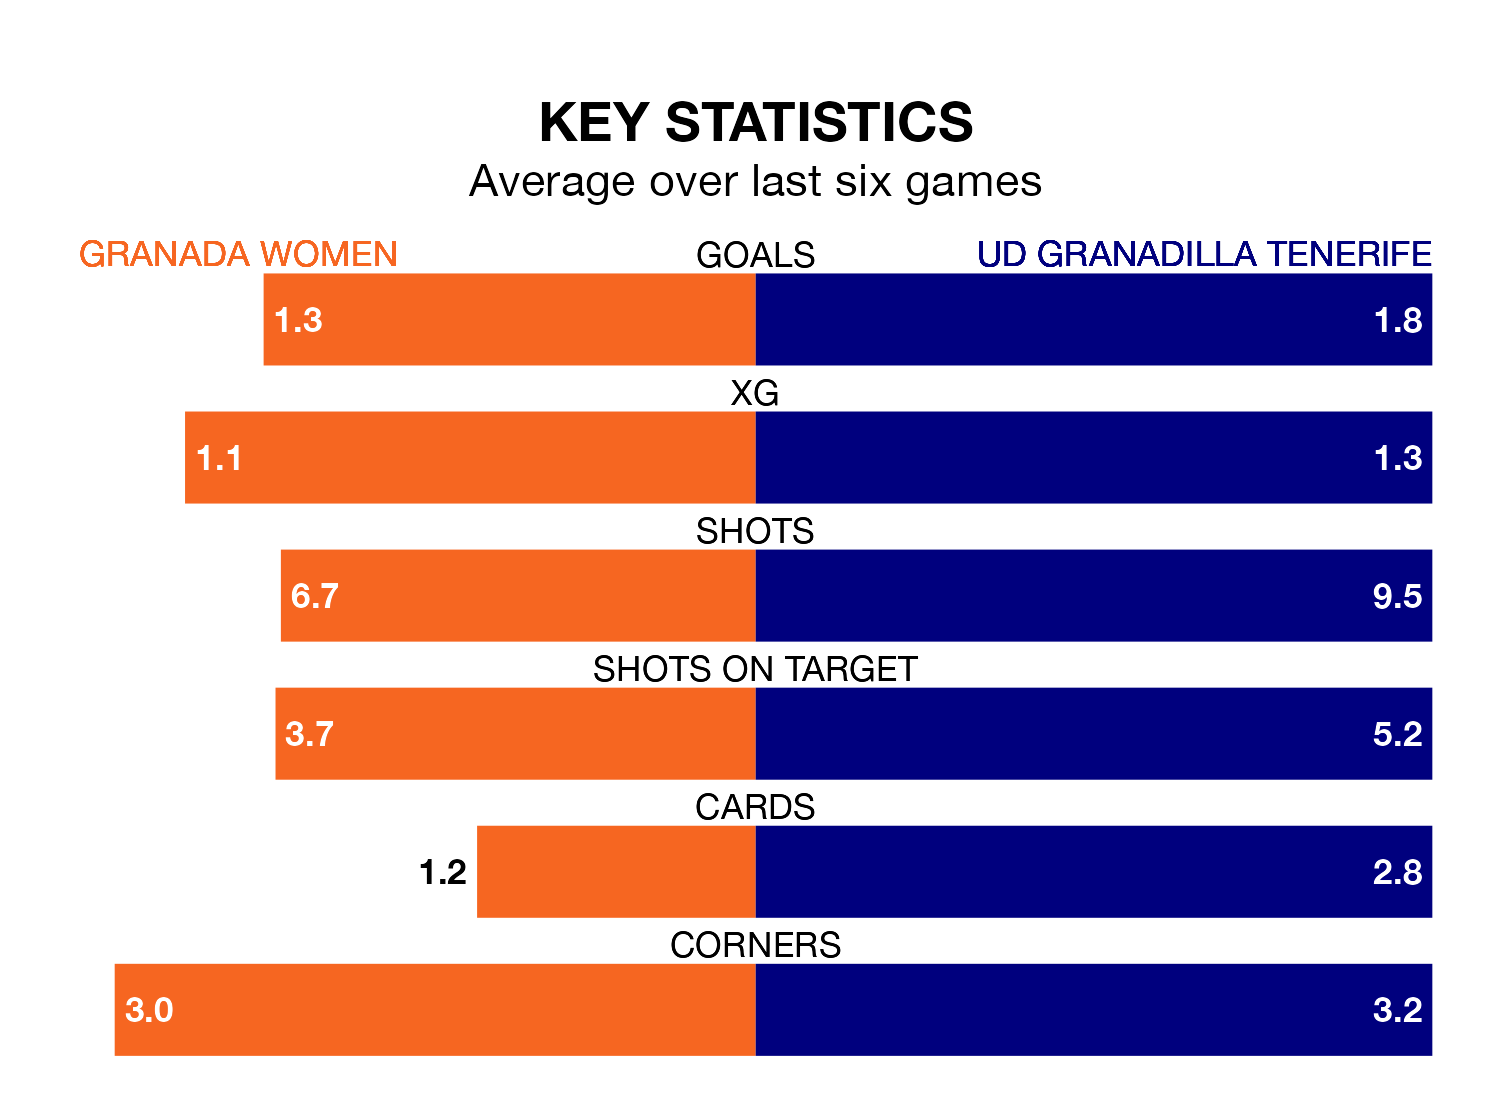 KEY STATISTICS
Average over last six games
GRANADA WOMEN GOALS UD GRANADILLA TENERIFE
1.3 1.8
XG
1.1 1.3
SHOTS
6.7 9.5
SHOTS ON TARGET
3.7 5.2
CARDS
1.2 2.8
CORNERS
3.0 3.2